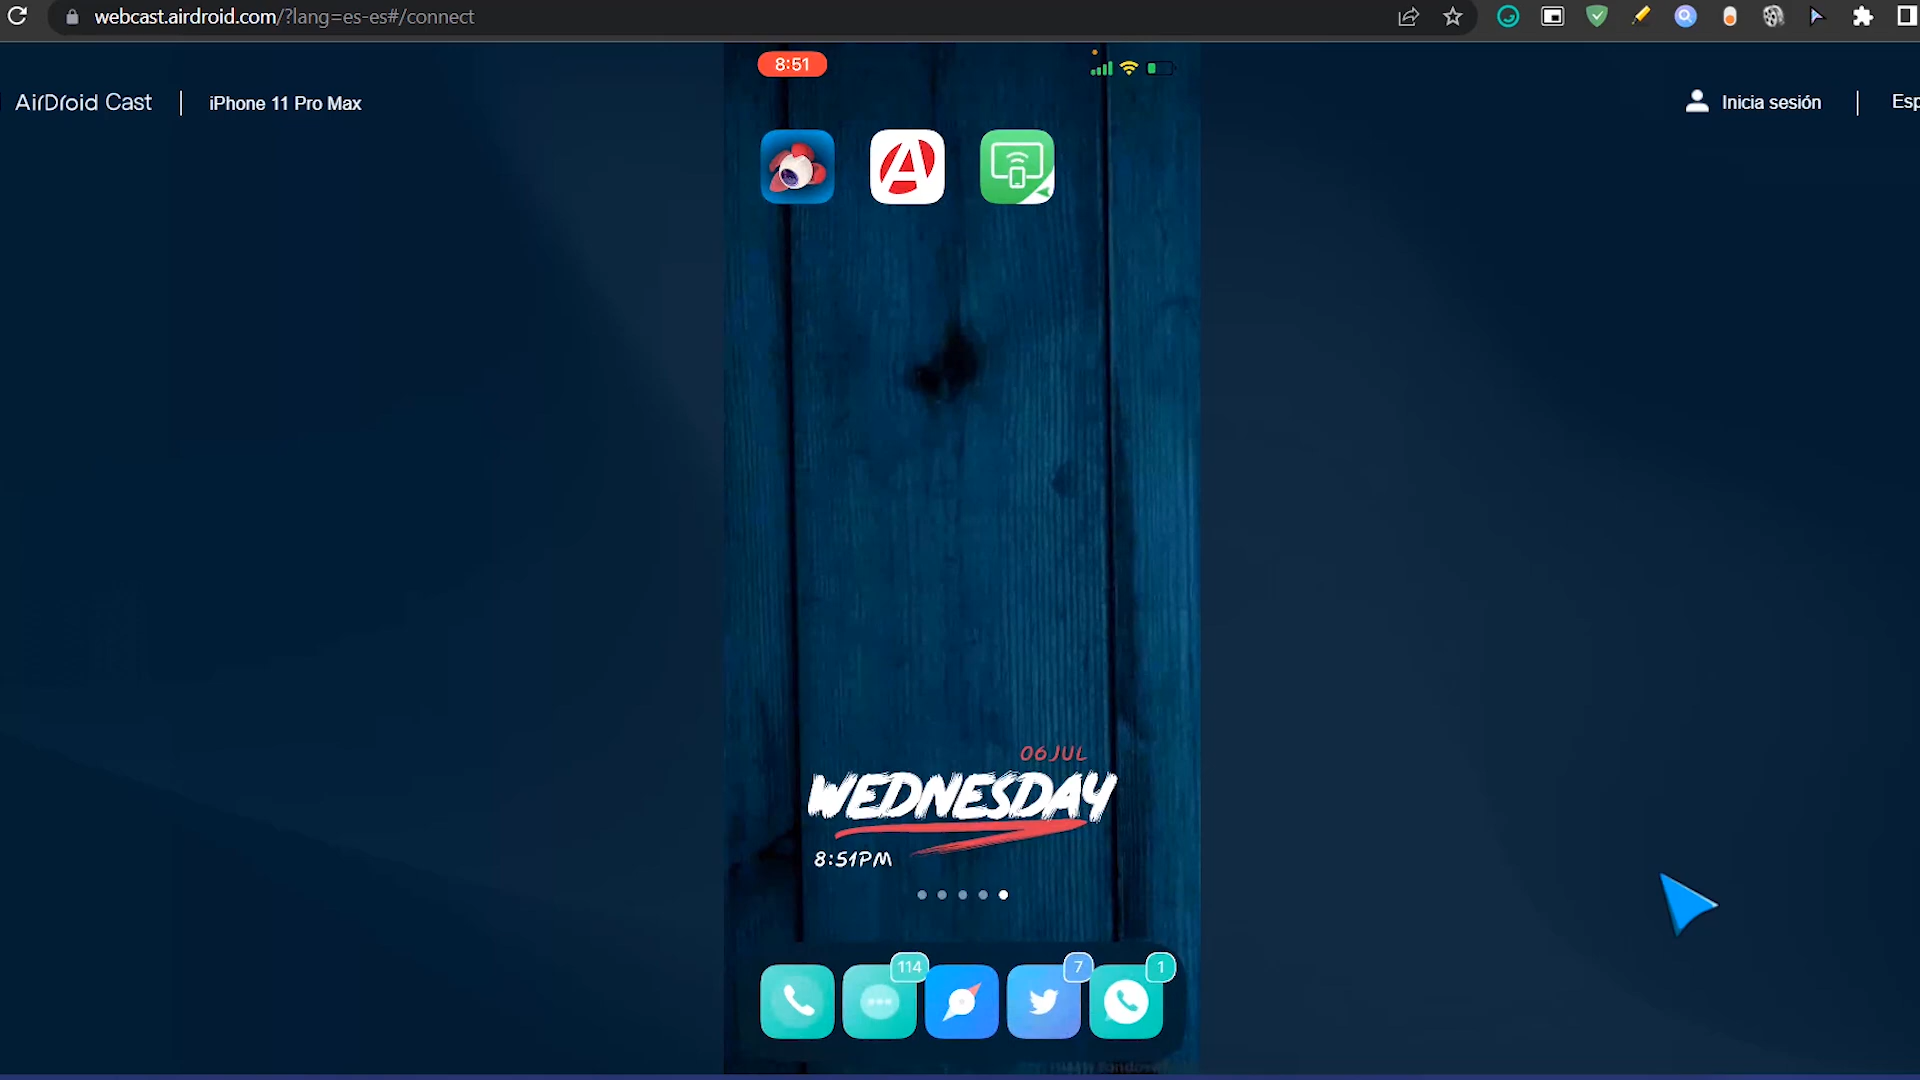 webcast.airdroid.com/?lang=es-es#/connect
AirDroid Cast | iPhone 11 Pro Max
Inicia sesión | Esp
8:51
06JUL
WEDNESDAY
8:51PM
114
7
1